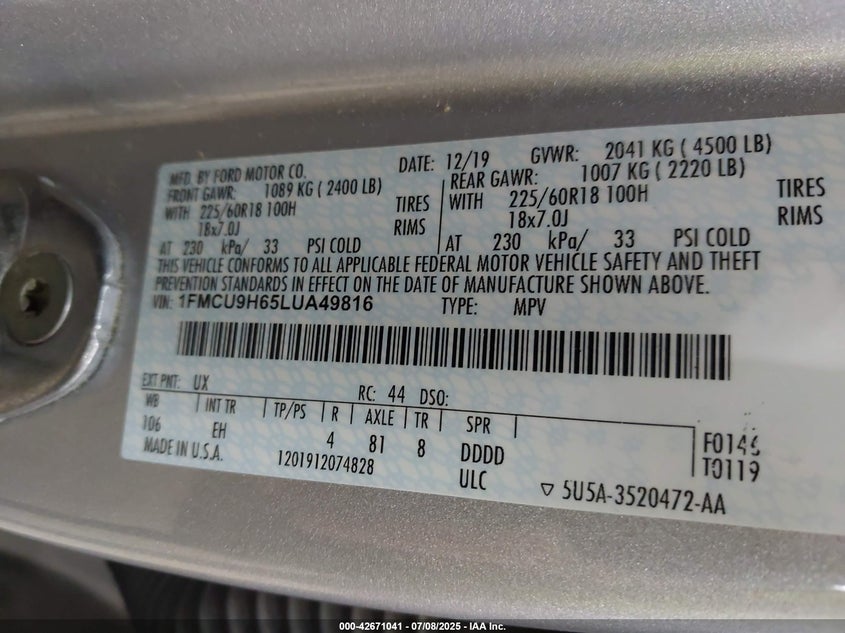 MFD. BY FORD MOTOR CO. DATE: 12/19 GVWR: 2041 KG ( 4500 LB)
FRONT GAWR: 1089 KG ( 2400 LB) REAR GAWR: 1007 KG ( 2220 LB)
WITH 225/60R18 100H TIRES WITH 225/60R18 100H TIRES
18x7.0J RIMS 18x7.0J RIMS
AT 230 kPa/ 33 PSI COLD AT 230 kPa/ 33 PSI COLD
THIS VEHICLE CONFORMS TO ALL APPLICABLE FEDERAL MOTOR VEHICLE SAFETY AND THEFT
PREVENTION STANDARDS IN EFFECT ON THE DATE OF MANUFACTURE SHOWN ABOVE.
VIN: 1FMCU9H65LUA49816 TYPE: MPV
EXT PNT: UX RC: 44 DSO:
WB INT TR TP/PS R AXLE TR SPR
106 EH 4 81 8 DDDD F0146
MADE IN U.S.A. 1201912074828 ULC T0119
5U5A-3520472-AA
000-42671041 - 07/08/2025 - IAA Inc.